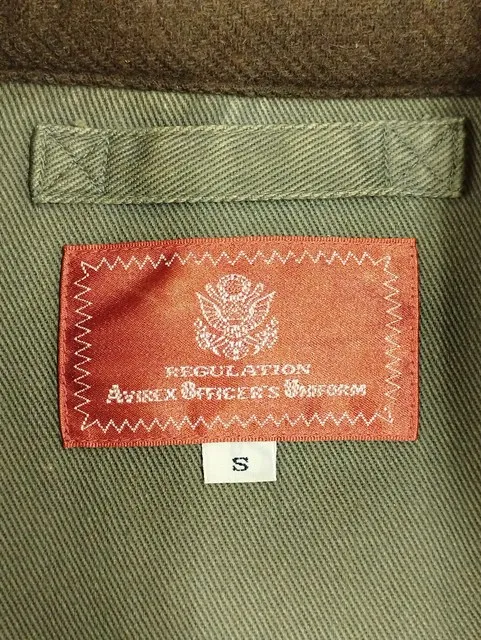 REGULATION
AVIREX OFFICER'S UNIFORM
S